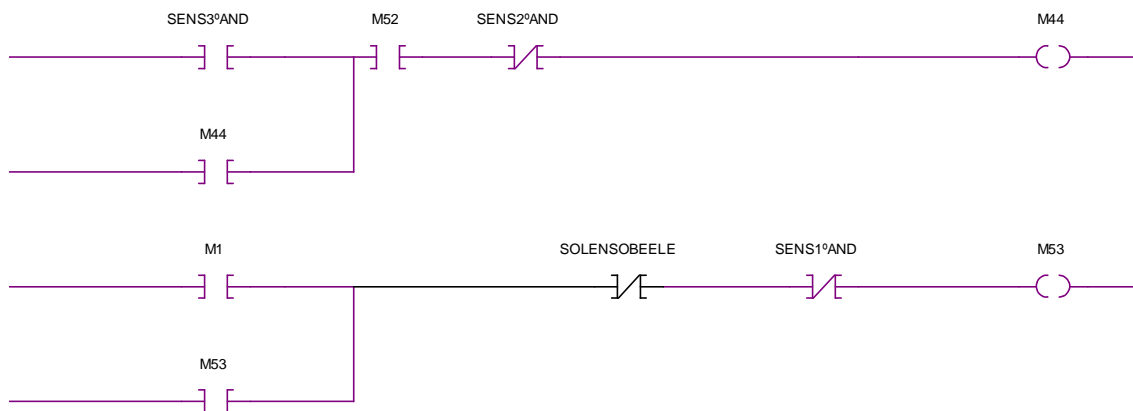 SENS3ºAND M52 SENS2ºAND M44
M44
M1 SOLENSOBEELE SENS1ºAND M53
M53